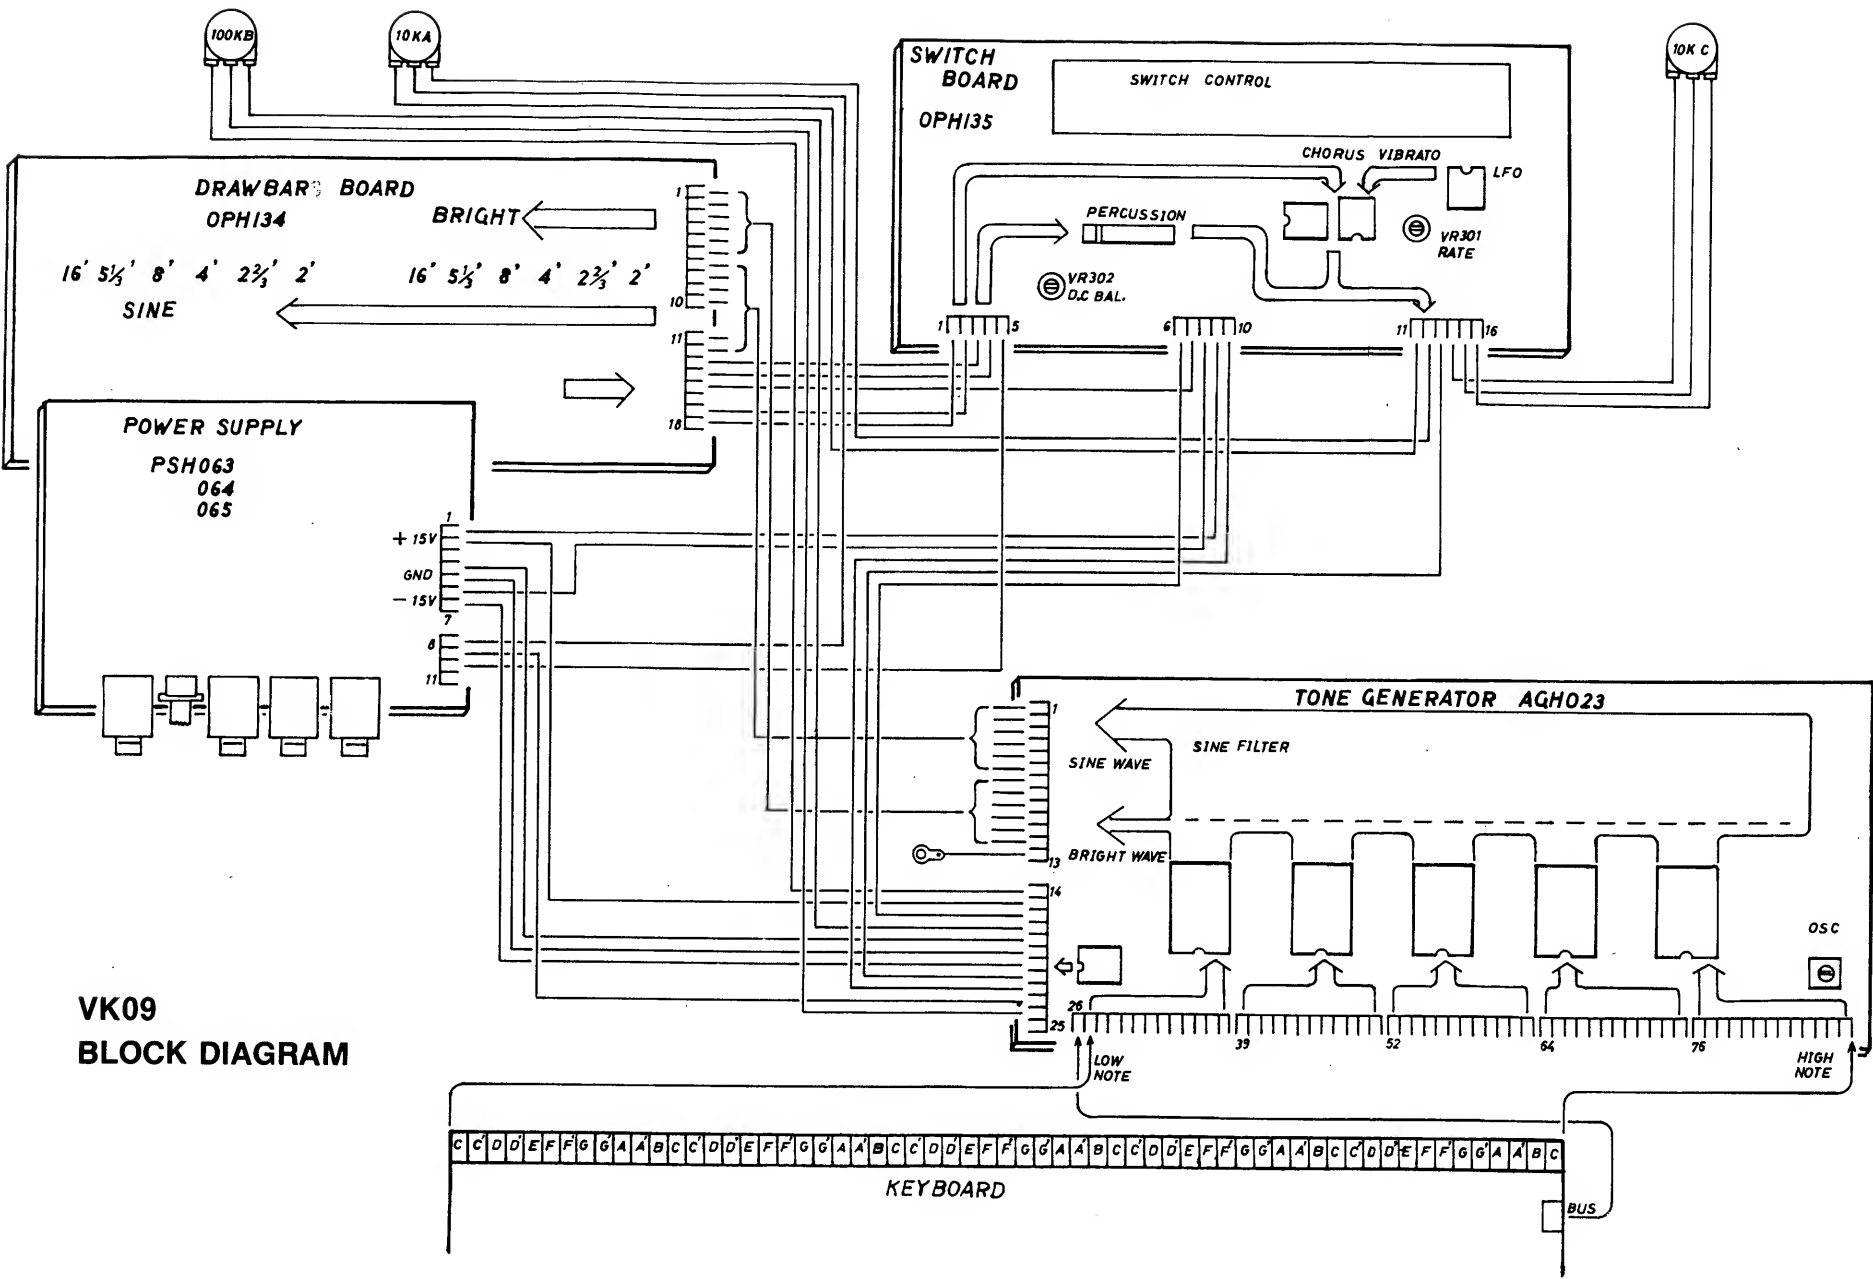 100KB
10KA
10K C
SWITCH
BOARD
OPH135
SWITCH CONTROL
CHORUS VIBRATO
LFO
PERCUSSION
VR301
RATE
VR302
D.C BAL.
1
5
6
10
11
16
DRAWBARS BOARD
OPH134
BRIGHT
16' 5⅓' 8' 4' 2⅔' 2'
16' 5⅓' 8' 4' 2⅔' 2'
SINE
1
10
11
18
POWER SUPPLY
PSH063
064
065
1
+15V
GND
-15V
7
8
11
TONE GENERATOR AGH023
1
SINE FILTER
SINE WAVE
BRIGHT WAVE
13
14
OSC
25
26
39
52
64
76
LOW
NOTE
HIGH
NOTE
VK09
BLOCK DIAGRAM
C C' D D' E F F' G G' A A' B C C' D D' E F F' G G' A A' B C C' D D' E F F' G G' A A' B C C' D D' E F F' G G' A A' B C C' D D' E F F' G G' A A' B C
KEYBOARD
BUS